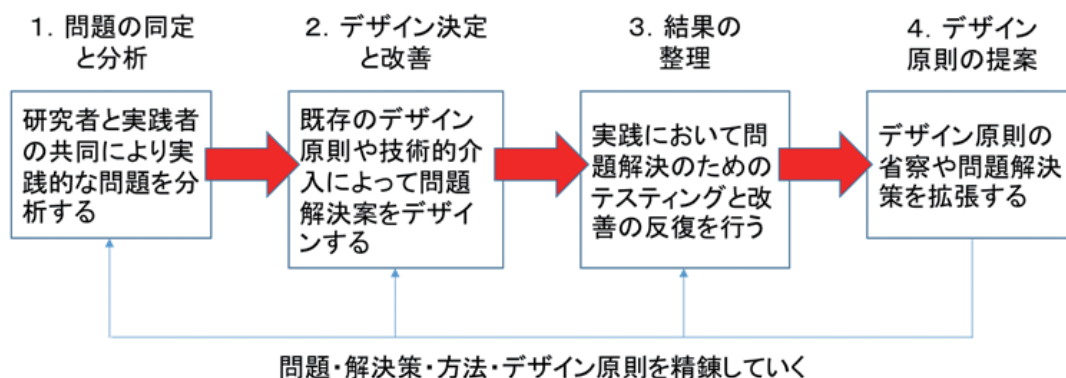 1. 問題の同定
と分析
2. デザイン決定
と改善
3. 結果の
整理
4. デザイン
原則の提案
研究者と実践者
の共同により実
践的な問題を分
析する
既存のデザイン
原則や技術的介
入によって問題
解決案をデザイ
ンする
実践において問
題解決のための
テスティングと改
善の反復を行う
デザイン原則の
省察や問題解決
策を拡張する
問題・解決策・方法・デザイン原則を精錬していく